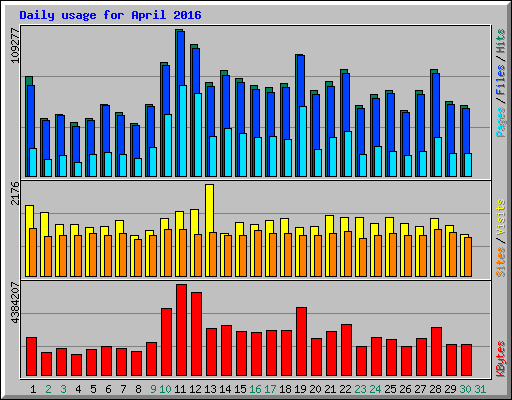 Daily usage for April 2016
109277
Pages / Files / Hits
2176
Sites / Visits
4384207
KBytes
1 2 3 4 5 6 7 8 9 10 11 12 13 14 15 16 17 18 19 20 21 22 23 24 25 26 27 28 29 30 31